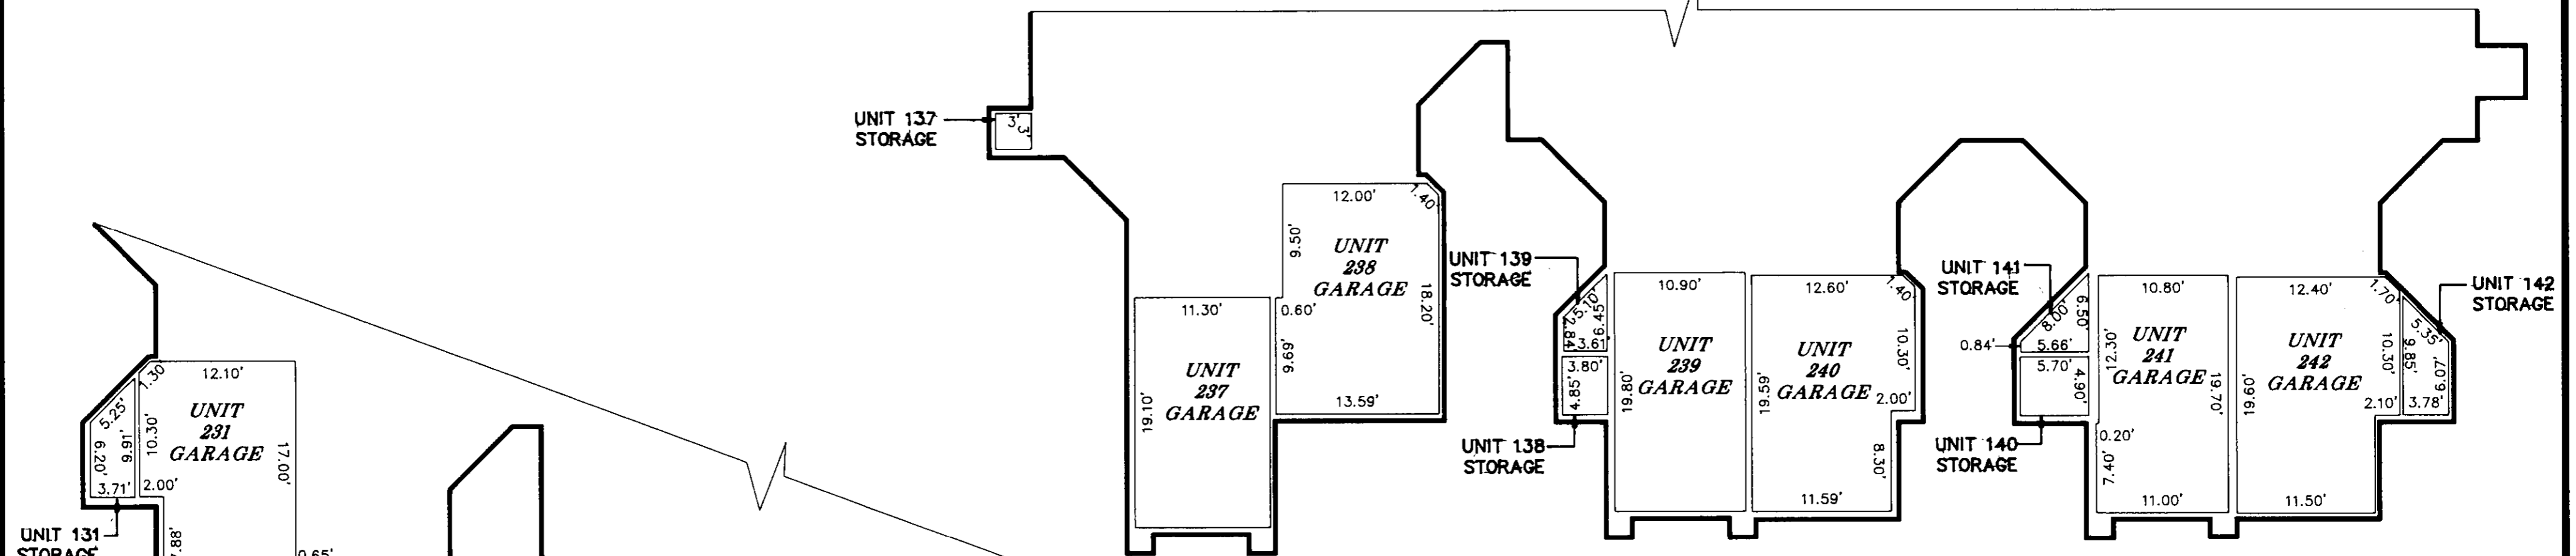 UNIT 137
STORAGE
3'
3'
12.00'
1.40'
9.50'
UNIT
238
GARAGE
18.20'
0.60'
9.69'
13.59'
11.30'
UNIT
237
GARAGE
19.10'
UNIT 139
STORAGE
5.10'
2.84'
6.45'
3.61'
3.80'
4.85'
UNIT 138
STORAGE
10.90'
UNIT
239
GARAGE
19.80'
12.60'
1.40'
UNIT
240
GARAGE
10.30'
19.59'
2.00'
8.30'
11.59'
UNIT 141
STORAGE
8.00'
6.50'
0.84'
5.66'
5.70'
4.90'
UNIT 140
STORAGE
10.80'
12.30'
UNIT
241
GARAGE
19.70'
0.20'
7.40'
11.00'
12.40'
1.70'
UNIT
242
GARAGE
10.30'
19.60'
2.10'
11.50'
UNIT 142
STORAGE
5.35'
9.85'
6.07'
3.78'
1.30'
12.10'
UNIT
231
GARAGE
5.25'
6.20'
9.91'
10.30'
17.00'
3.71'
2.00'
UNIT 131
STORAGE
0.65'